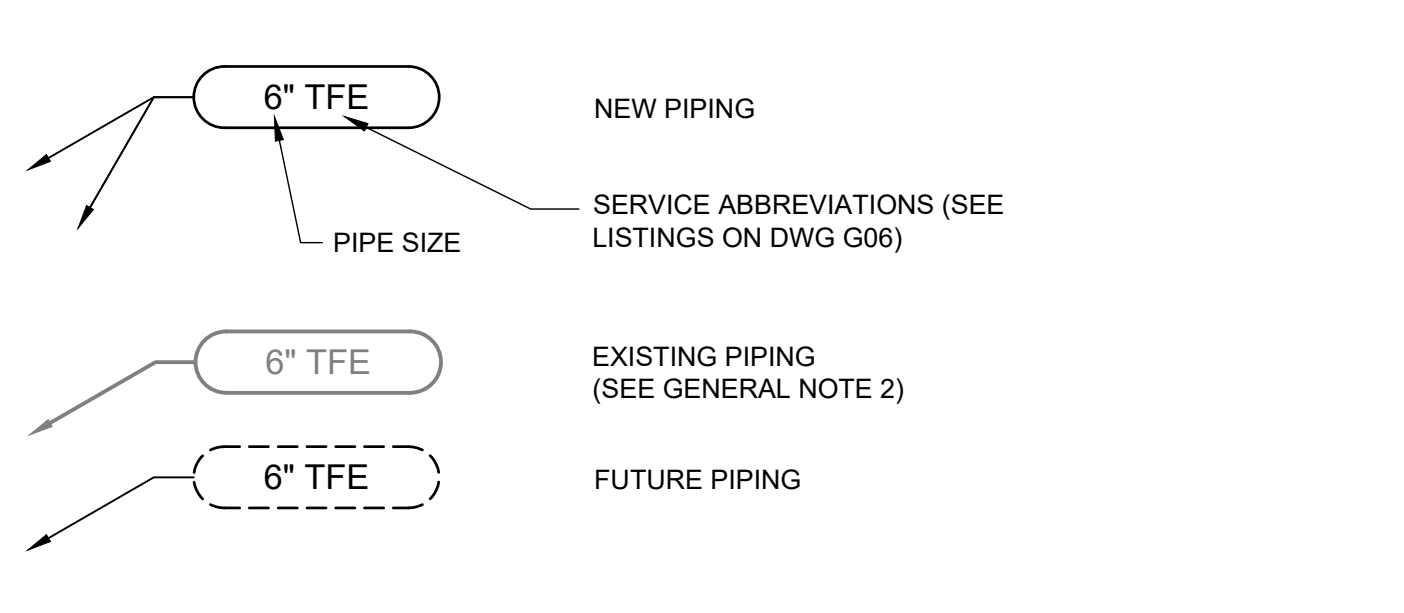 6" TFE
NEW PIPING
SERVICE ABBREVIATIONS (SEE
LISTINGS ON DWG G06)
PIPE SIZE
6" TFE
EXISTING PIPING
(SEE GENERAL NOTE 2)
6" TFE
FUTURE PIPING